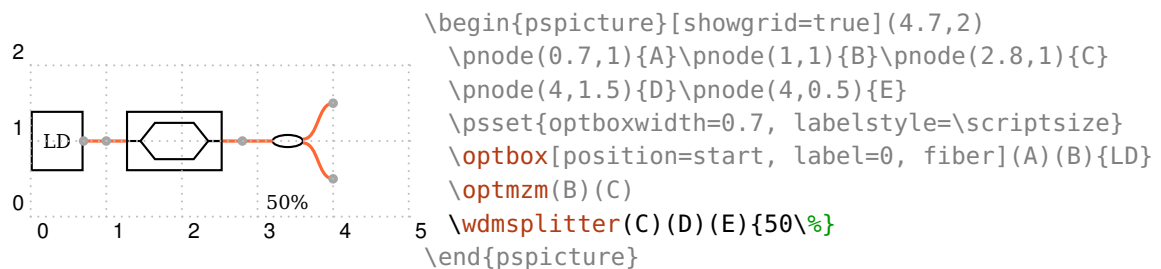 2
1
0
LD
50%
0 1 2 3 4 5
\begin{pspicture}[showgrid=true](4.7,2)
\pnode(0.7,1){A}\pnode(1,1){B}\pnode(2.8,1){C}
\pnode(4,1.5){D}\pnode(4,0.5){E}
\psset{optboxwidth=0.7, labelstyle=\scriptsize}
\optbox[position=start, label=0, fiber](A)(B){LD}
\optmzm(B)(C)
\wdmsplitter(C)(D)(E){50\%}
\end{pspicture}